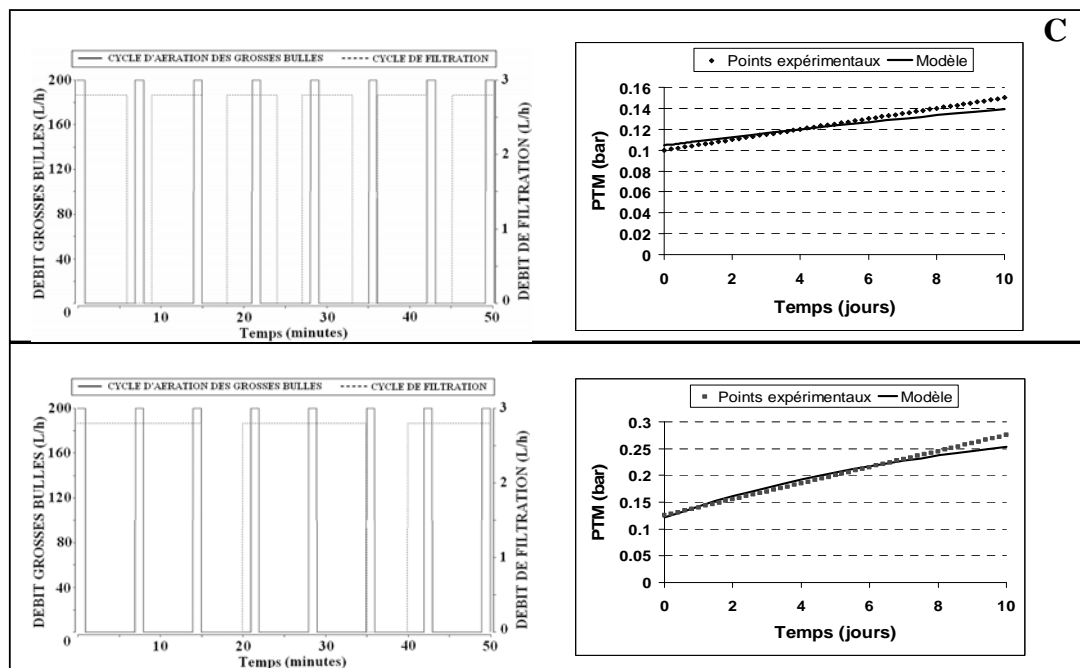 C
CYCLE D'AERATION DES GROSSES BULLES CYCLE DE FILTRATION
DEBIT GROSSES BULLES (L/h)
200
160
120
80
40
0
10 20 30 40 50
Temps (minutes)
3
2
1
0
DEBIT DE FILTRATION (L/h)
Points expérimentaux Modèle
PTM (bar)
0.16
0.14
0.12
0.1
0.08
0.06
0.04
0.02
0
0 2 4 6 8 10
Temps (jours)
CYCLE D'AERATION DES GROSSES BULLES CYCLE DE FILTRATION
DEBIT GROSSES BULLES (L/h)
200
160
120
80
40
0
10 20 30 40 50
Temps (minutes)
3
2
1
0
DEBIT DE FILTRATION (L/h)
Points expérimentaux Modèle
PTM (bar)
0.3
0.25
0.2
0.15
0.1
0.05
0
0 2 4 6 8 10
Temps (jours)